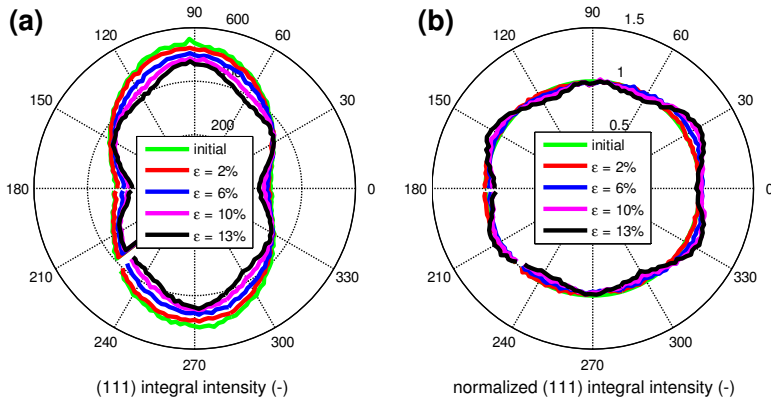 (a)
90
600
120
60
150
30
200
180
0
210
330
240
300
270
initial
ε = 2%
ε = 6%
ε = 10%
ε = 13%
(111) integral intensity (-)
(b)
90
1.5
120
60
1
150
30
0.5
180
0
210
330
240
300
270
initial
ε = 2%
ε = 6%
ε = 10%
ε = 13%
normalized (111) integral intensity (-)